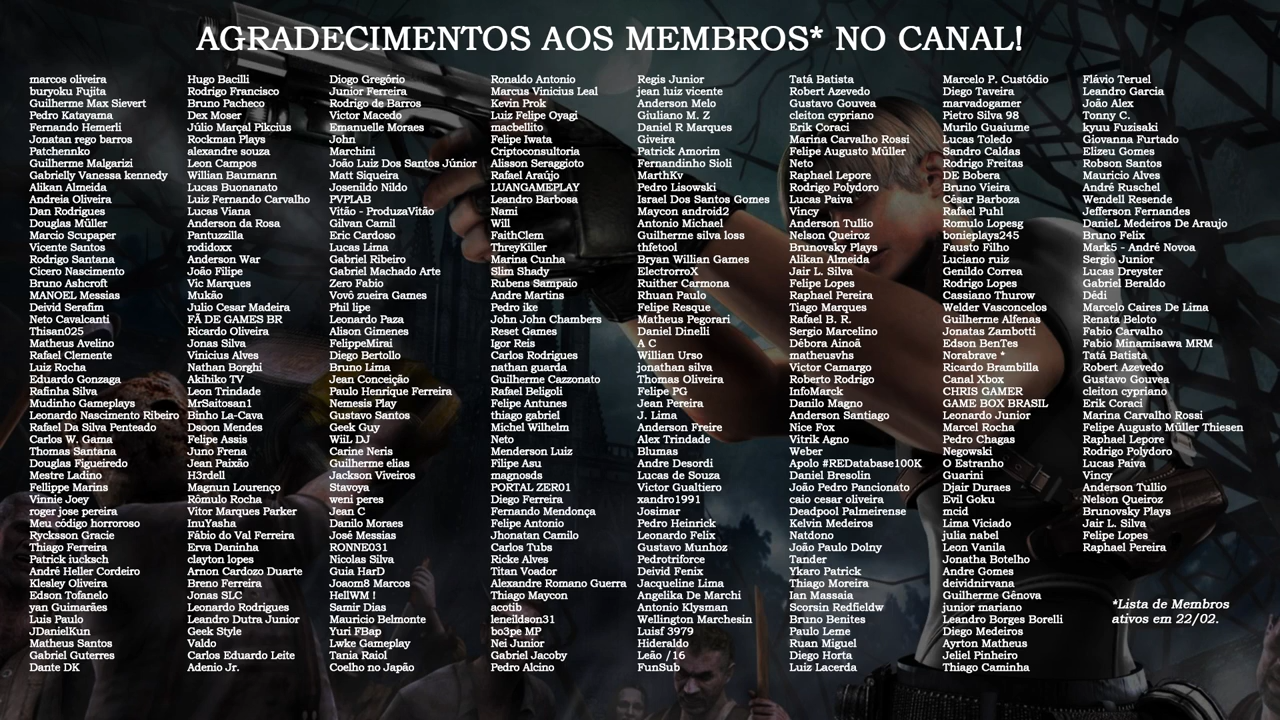 AGRADECIMENTOS AOS MEMBROS* NO CANAL!
marcos oliveira
buryoku Fujita
Guilherme Max Sievert
Pedro Katayama
Fernando Hemerli
Jonatan rego barros
Patchennka
Guilherme Malgarizi
Gabrielly Vanessa kennedy
Alikan Almeida
Andreia Oliveira
Dan Rodrigues
Douglas Müller
Marcio Scupaper
Vicente Santos
Rodrigo Santana
Cicero Nascimento
Bruno Ashcroft
MANOEL Messias
Deivid Serafim
Neto Cavalcanti
Thisan025
Matheus Avelino
Rafael Clemente
Luiz Rocha
Eduardo Gonzaga
Rafinha Silva
Mudinho Gameplays
Leonardo Nascimento Ribeiro
Rafael Da Silva Penteado
Carlos W. Gama
Thomas Santana
Douglas Figueiredo
Mestre Ladino
Fellippe Marins
Vinnie Joey
roger jose pereira
Meu código horroroso
Rycksson Gracie
Thiago Ferreira
Patrick iucksch
André Heller Cordeiro
Klesley Oliveira
Edson Tofanelo
yan Guimarães
Luis Paulo
JDanielKun
Matheus Santos
Gabriel Guterres
Dante DK
Hugo Bacilli
Rodrigo Francisco
Bruno Pacheco
Dex Moser
Júlio Marçal Pikcius
Rockman Plays
alexandre souza
Leon Campos
Willian Baumann
Lucas Buonanato
Luiz Fernando Carvalho
Lucas Viana
Anderson da Rosa
Pantuzzilla
rodidoxx
Anderson War
João Filipe
Vic Marques
Mukão
Julio Cesar Madeira
FÃ DE GAMES BR
Ricardo Oliveira
Jonas Silva
Vinicius Alves
Nathan Borghi
Akihiko TV
Leon Trindade
MrSaitosan1
Binho La-Cava
Dsoon Mendes
Felipe Assis
Juno Frena
Jean Paixão
H3rdell
Magnun Lourenço
Rômulo Rocha
Vitor Marques Parker
InuYasha
Fábio do Val Ferreira
Erva Daninha
clayton lopes
Arnon Cardozo Duarte
Breno Ferreira
Jonas SLC
Leonardo Rodrigues
Leandro Dutra Junior
Geek Style
Valdo
Carlos Eduardo Leite
Adenio Jr.
Diogo Gregório
Junior Ferreira
Rodrigo de Barros
Victor Macedo
Emanuelle Moraes
John
Marchini
João Luiz Dos Santos Júnior
Matt Siqueira
Josenildo Nildo
PVPLAB
Vitão - ProduzaVitão
Gilvan Camil
Eric Cardoso
Lucas Lima
Gabriel Ribeiro
Gabriel Machado Arte
Zero Fabio
Vovô zueira Games
Phil lipe
Leonardo Paza
Alison Gimenes
FelippeMirai
Diego Bertollo
Bruno Lima
Jean Conceição
Paulo Henrique Ferreira
Nemesis Play
Gustavo Santos
Geek Guy
WiiL DJ
Carine Neris
Guilherme elias
Jackson Viveiros
Stavoya
weni peres
Jean C
Danilo Moraes
José Messias
RONNE031
Nicolas Silva
Guia HarD
Joaom8 Marcos
HellWM !
Samir Dias
Mauricio Belmonte
Yuri FBap
Lwke Gameplay
Tania Raiol
Coelho no Japão
Ronaldo Antonio
Marcus Vinicius Leal
Kevin Prok
Luiz Felipe Oyagi
macbellito
Felipe Iwata
Criptoconsultoria
Alisson Seraggioto
Rafael Araújo
LUANGAMEPLAY
Leandro Barbosa
Nami
Will
FaithClem
ThreyKiller
Marina Cunha
Slim Shady
Rubens Sampaio
Andre Martins
Pedro ike
John John Chambers
Reset Games
Igor Reis
Carlos Rodrigues
nathan guarda
Guilherme Cazzonato
Rafael Beligoli
Felipe Antunes
thiago gabriel
Michel Wilhelm
Neto
Menderson Luiz
Filipe Asu
magnosds
PORTAL ZER01
Diego Ferreira
Fernando Mendonça
Felipe Antonio
Jhonatan Camilo
Carlos Tubs
Ricke Alves
Titan Voador
Alexandre Romano Guerra
Thiago Maycon
acotib
leneildson31
bo3pe MP
Nei Junior
Gabriel Jacoby
Pedro Alcino
Regis Junior
jean luiz vicente
Anderson Melo
Giuliano M. Z
Daniel R Marques
Giveira
Patrick Amorim
Fernandinho Sioli
MarthKv
Pedro Lisowski
Israel Dos Santos Gomes
Maycon android2
Antonio Michael
Guilherme silva loss
thfetool
Bryan Willian Games
ElectrorroX
Ruither Carmona
Rhuan Paulo
Felipe Resque
Matheus Pegorari
Daniel Dinelli
A C
Willian Urso
jonathan silva
Thomas Oliveira
Felipe PG
Jean Pereira
J. Lima
Anderson Freire
Alex Trindade
Blumas
Andre Desordi
Lucas de Souza
Victor Gualtiero
xandro1991
Josimar
Pedro Heinrick
Leonardo Felix
Gustavo Munhoz
Pedrotriforce
Deivid Fenix
Jacqueline Lima
Angelika De Marchi
Antonio Klysman
Wellington Marchesin
Luisf 3979
Hideraldo
Leão /16
FunSub
Tatá Batista
Robert Azevedo
Gustavo Gouvea
cleiton cypriano
Erik Coraci
Marina Carvalho Rossi
Felipe Augusto Müller
Neto
Raphael Lepore
Rodrigo Polydoro
Lucas Paiva
Vincy
Anderson Tullio
Nelson Queiroz
Brunovsky Plays
Alikan Almeida
Jair L. Silva
Felipe Lopes
Raphael Pereira
Tiago Marques
Rafael B. R.
Sergio Marcelino
Débora Ainoã
matheusvhs
Victor Camargo
Roberto Rodrigo
InfoMarck
Danilo Magno
Anderson Santiago
Nice Fox
Vitrik Agno
Weber
Apolo #REDatabase100K
Daniel Bresolin
João Pedro Pancionato
caio cesar oliveira
Deadpool Palmeirense
Kelvin Medeiros
Natdono
João Paulo Dolny
Tander
Ykaro Patrick
Thiago Moreira
Ian Massaia
Scorsin Redfieldw
Bruno Benites
Paulo Leme
Ruan Miguel
Diego Horta
Luiz Lacerda
Marcelo P. Custódio
Diego Taveira
marvadogamer
Pietro Silva 98
Murilo Guaiume
Lucas Toledo
Sandro Caldas
Rodrigo Freitas
DE Bobera
Bruno Vieira
César Barboza
Rafael Puhl
Romulo Lopesg
bonieplays245
Fausto Filho
Luciano ruiz
Genildo Correa
Rodrigo Lopes
Cassiano Thurow
Welder Vasconcelos
Guilherme Alfenas
Jonatas Zambotti
Edson BenTes
Norabrave *
Ricardo Brambilla
Canal Xbox
CHRIS GAMER
GAME BOX BRASIL
Leonardo Junior
Marcel Rocha
Pedro Chagas
Negowski
O Estranho
Guarini
Djair Duraes
Evil Goku
mcid
Lima Viciado
julia nabel
Leon Vanila
Jonatha Botelho
Andre Gomes
deividnirvana
Guilherme Gênova
junior mariano
Leandro Borges Borelli
Diego Medeiros
Ayrton Matheus
Jeliel Pinheiro
Thiago Caminha
Flávio Teruel
Leandro Garcia
João Alex
Tonny C.
kyuu Fuzisaki
Giovanna Furtado
Elizeu Gomes
Robson Santos
Mauricio Alves
André Ruschel
Wendell Resende
Jefferson Fernandes
DanieL Medeiros De Araujo
Bruno Felix
Mark5 - André Novoa
Sergio Junior
Lucas Dreyster
Gabriel Beraldo
Dêdi
Marcelo Caires De Lima
Renata Beloto
Fabio Carvalho
Fabio Minamisawa MRM
Tatá Batista
Robert Azevedo
Gustavo Gouvea
cleiton cypriano
Erik Coraci
Marina Carvalho Rossi
Felipe Augusto Müller Thiesen
Raphael Lepore
Rodrigo Polydoro
Lucas Paiva
Vincy
Anderson Tullio
Nelson Queiroz
Brunovsky Plays
Jair L. Silva
Felipe Lopes
Raphael Pereira
*Lista de Membros
ativos em 22/02.